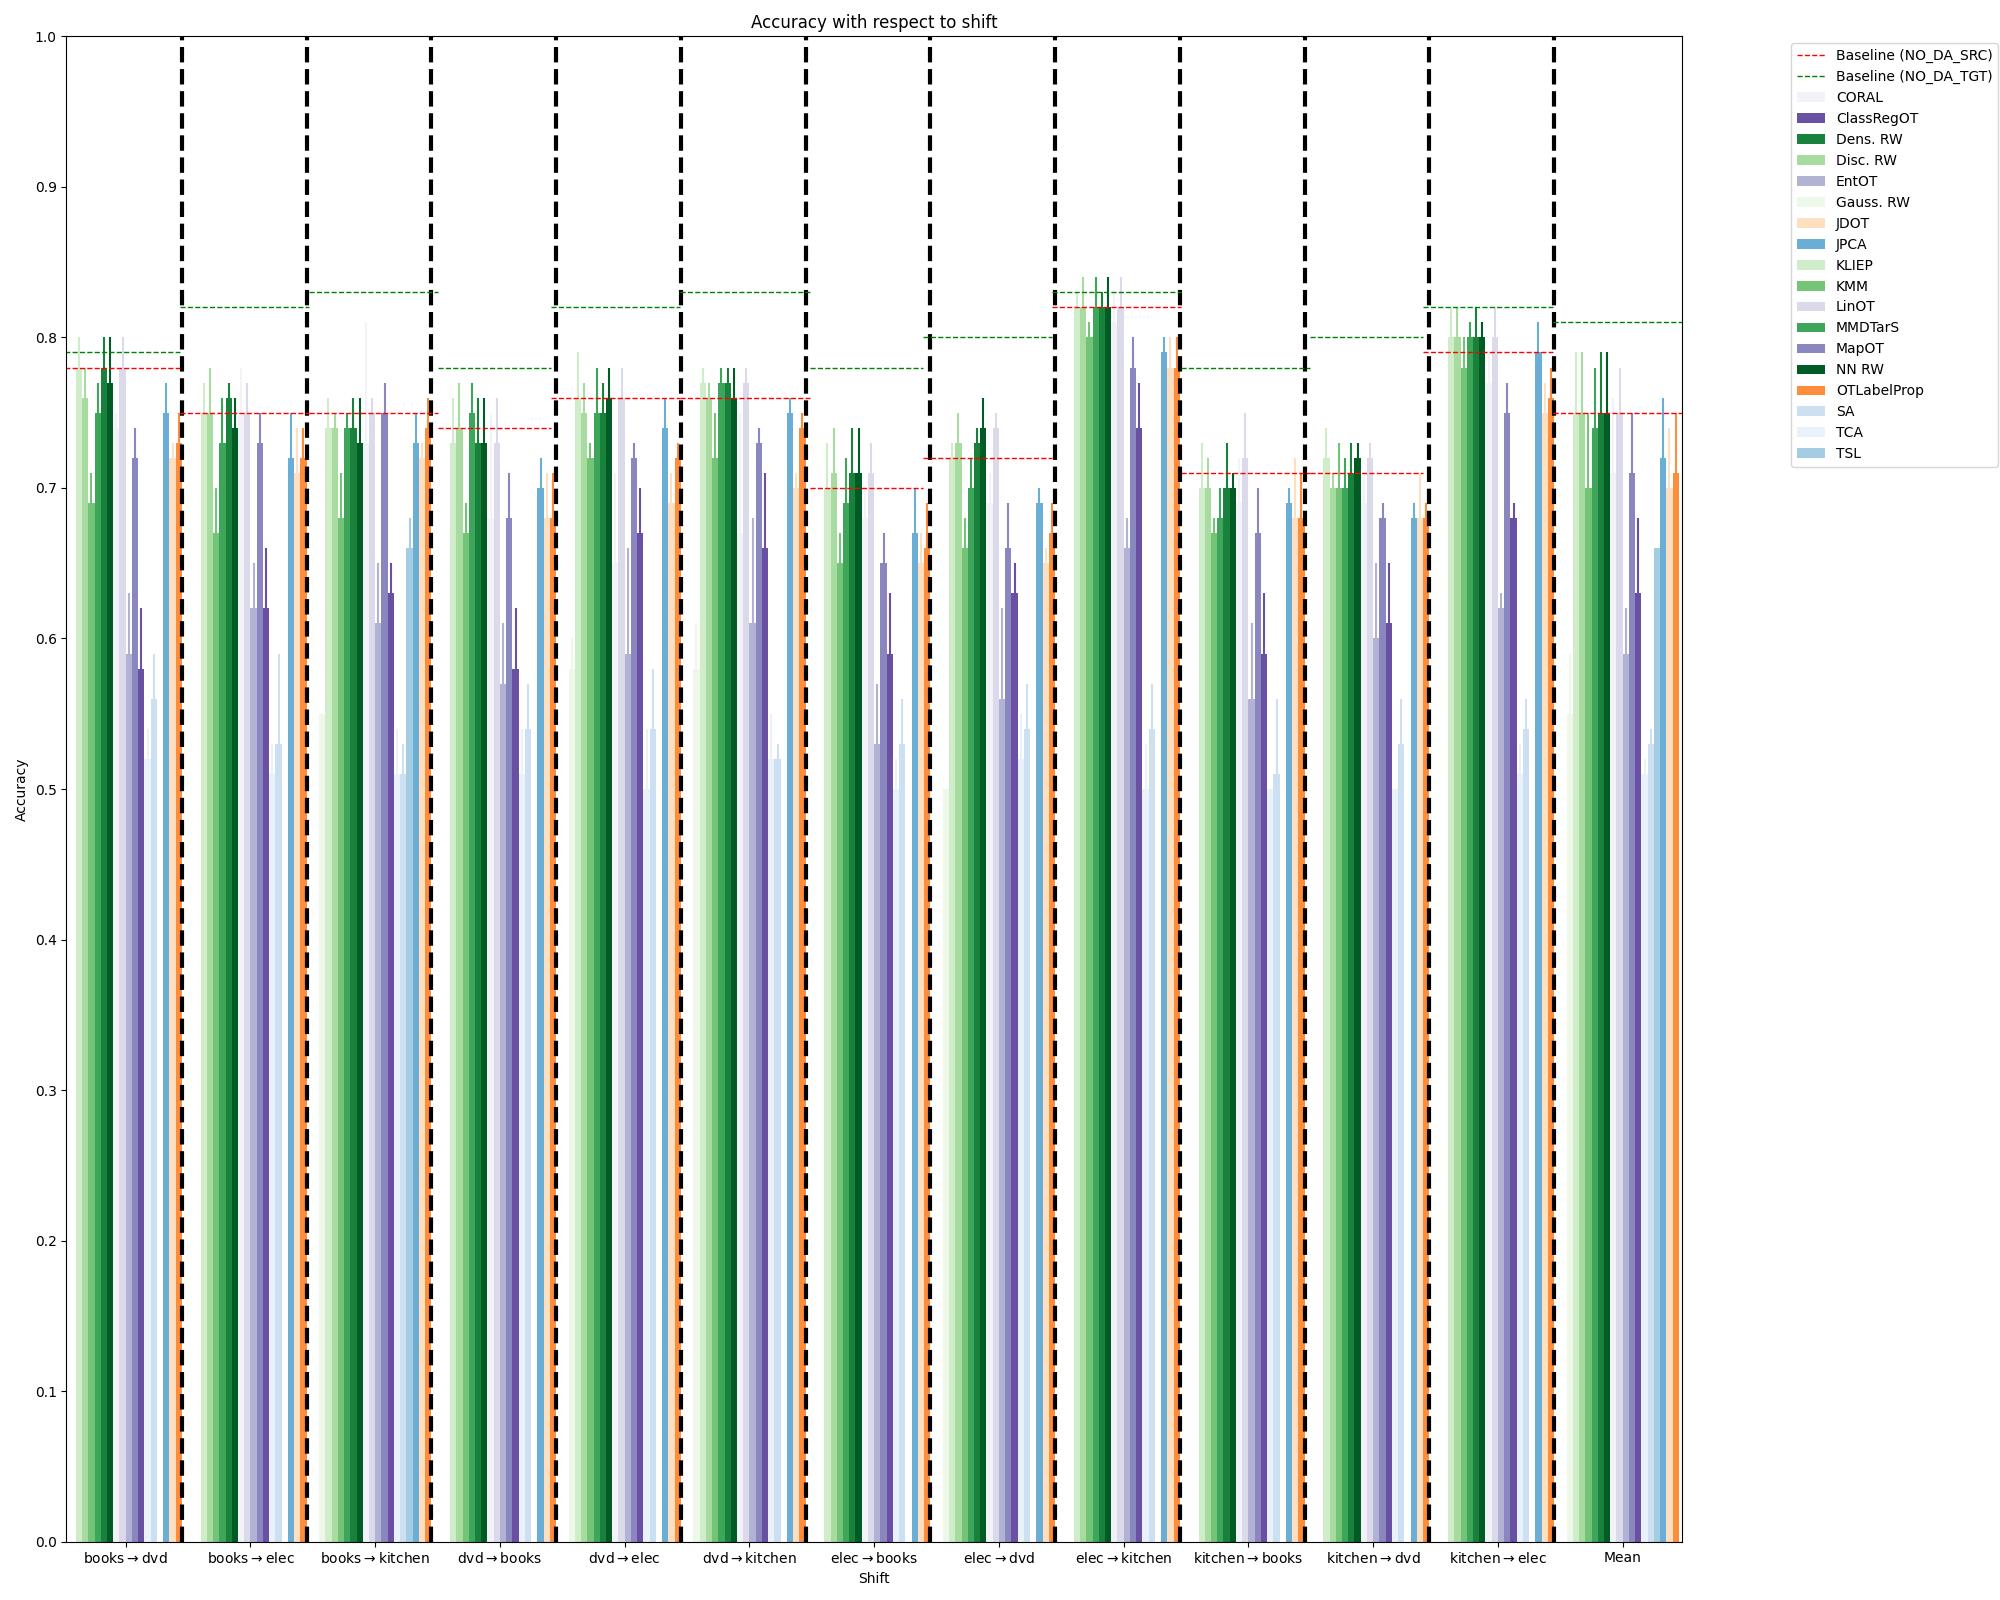 Accuracy with respect to shift
1.0
0.9
0.8
0.7
0.6
0.5
0.4
0.3
0.2
0.1
0.0
Accuracy
books→dvd
books→elec
books→kitchen
dvd→books
dvd→elec
dvd→kitchen
elec→books
elec→dvd
elec→kitchen
kitchen→books
kitchen→dvd
kitchen→elec
Mean
Shift
Baseline (NO_DA_SRC)
Baseline (NO_DA_TGT)
CORAL
ClassRegOT
Dens. RW
Disc. RW
EntOT
Gauss. RW
JDOT
JPCA
KLIEP
KMM
LinOT
MMDTarS
MapOT
NN RW
OTLabelProp
SA
TCA
TSL